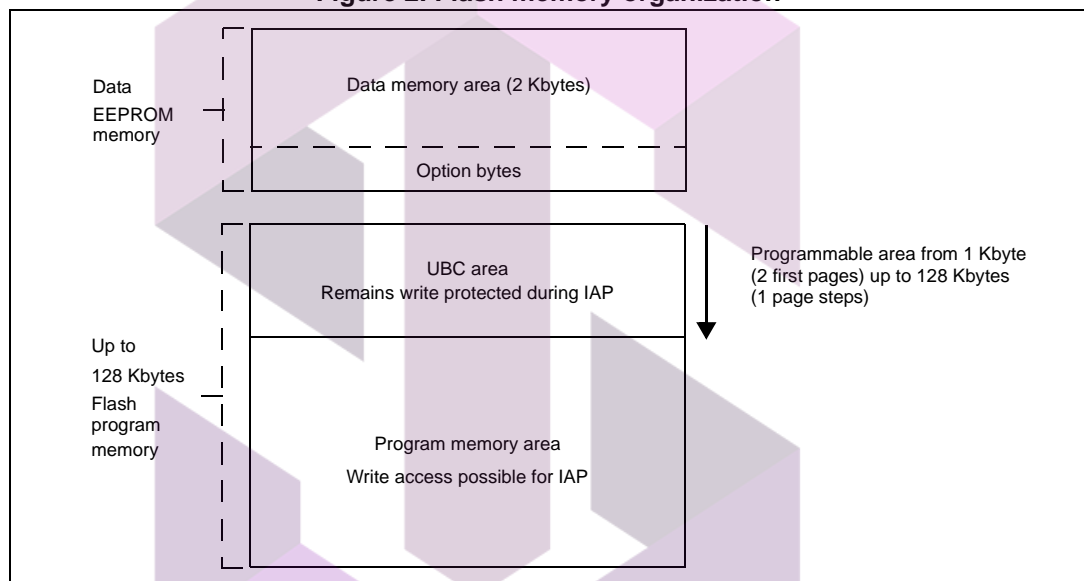 Figure 2. Flash memory organization
Data
EEPROM
memory
Data memory area (2 Kbytes)
Option bytes
UBC area
Remains write protected during IAP
Programmable area from 1 Kbyte
(2 first pages) up to 128 Kbytes
(1 page steps)
Up to
128 Kbytes
Flash
program
memory
Program memory area
Write access possible for IAP